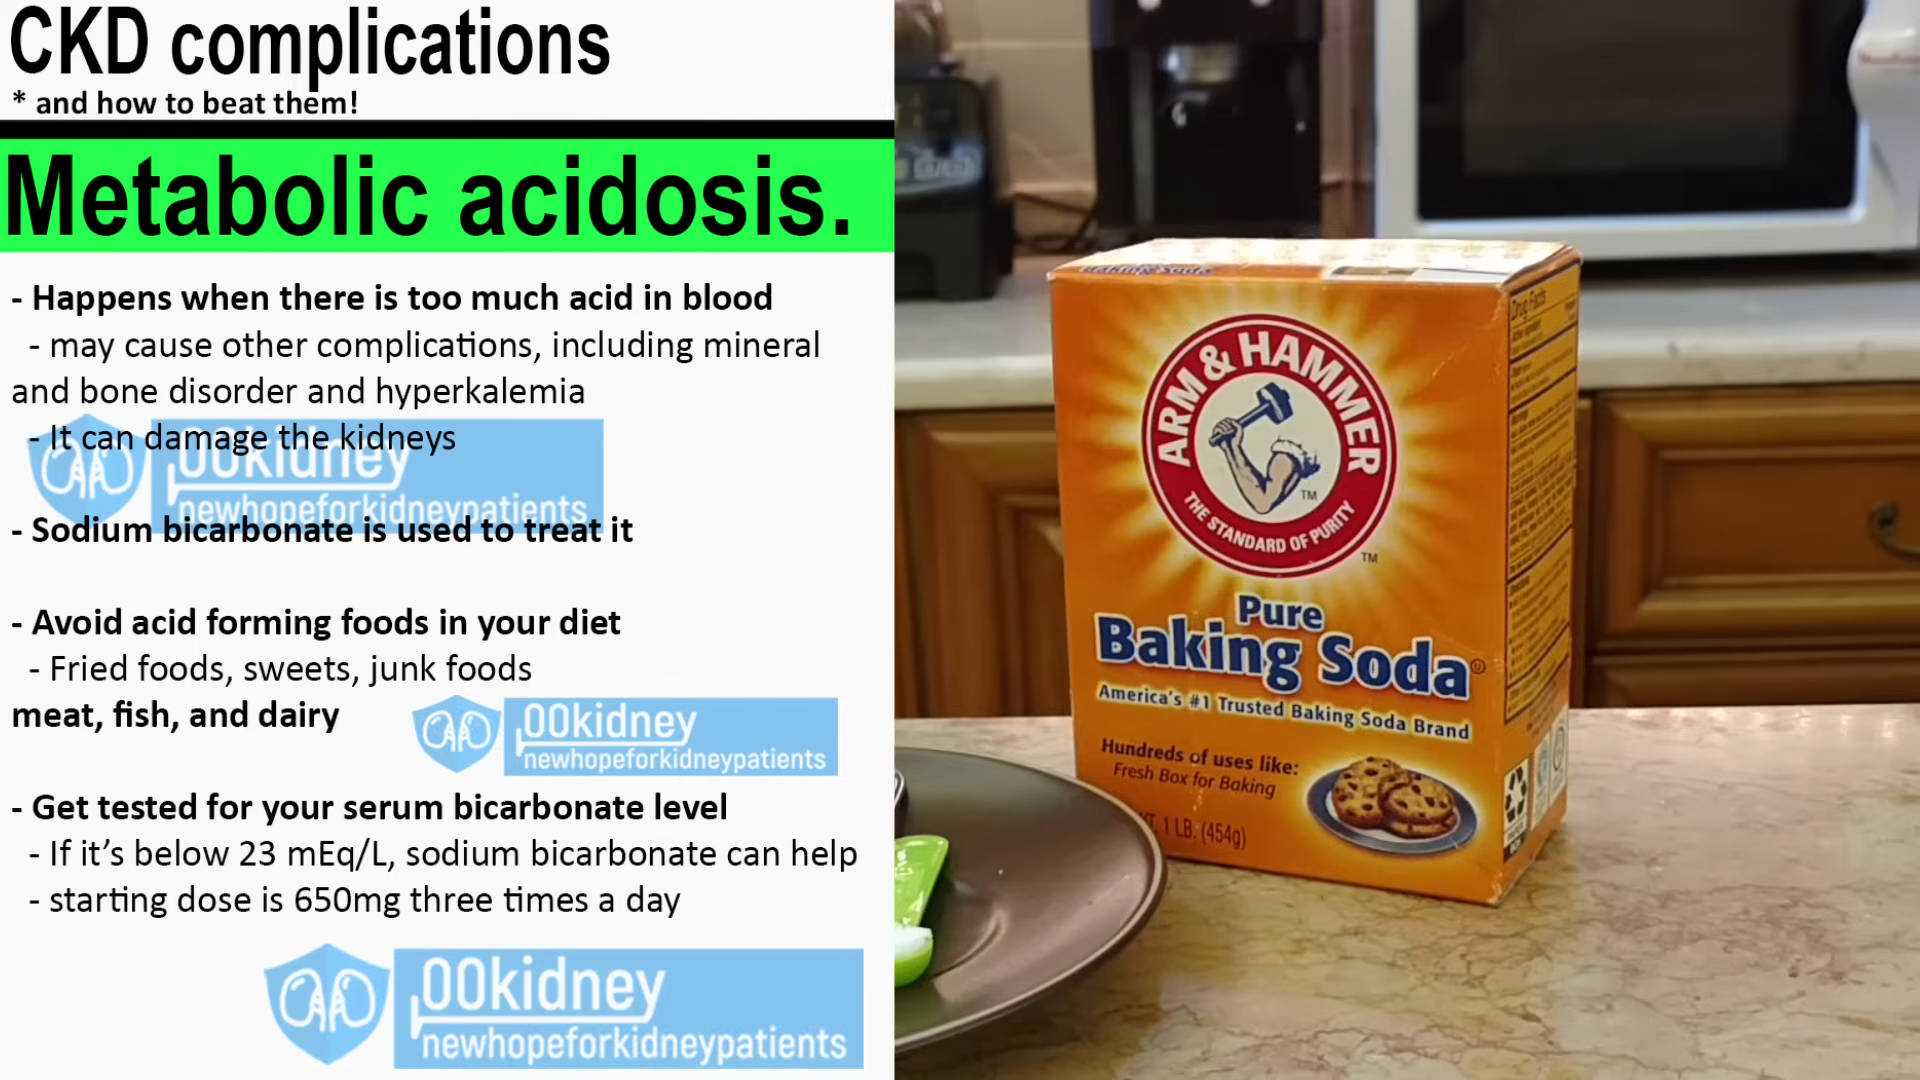 CKD complications
* and how to beat them!
Metabolic acidosis.
- Happens when there is too much acid in blood
- may cause other complications, including mineral
and bone disorder and hyperkalemia
- It can damage the kidneys
00kidney
newhopeforkidneypatients
- Sodium bicarbonate is used to treat it
- Avoid acid forming foods in your diet
- Fried foods, sweets, junk foods
meat, fish, and dairy
00kidney
newhopeforkidneypatients
- Get tested for your serum bicarbonate level
- If it’s below 23 mEq/L, sodium bicarbonate can help
- starting dose is 650mg three times a day
00kidney
newhopeforkidneypatients
Baking Soda
Drug Facts
ARM & HAMMER
TM
THE STANDARD OF PURITY
TM
Pure
Baking Soda
America's #1 Trusted Baking Soda Brand
Hundreds of uses like:
Fresh Box for Baking
1 LB. (454g)